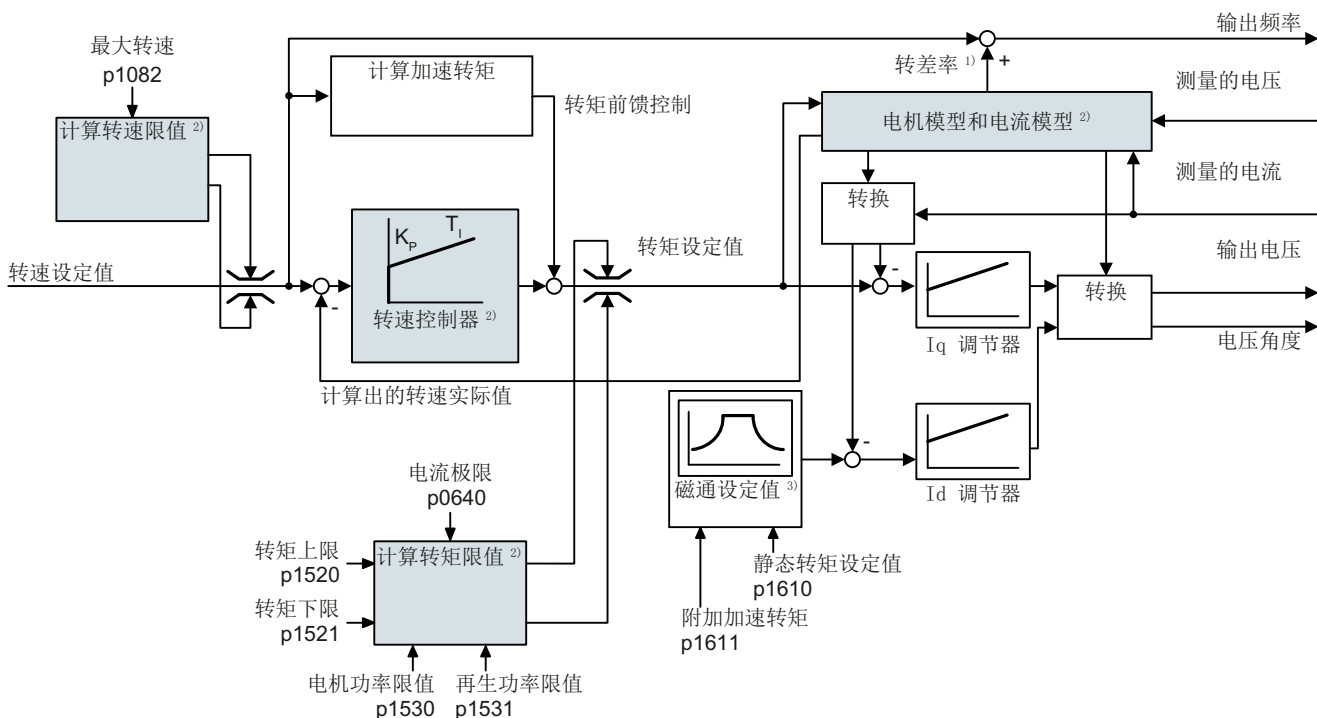 最大转速
p1082
计算转速限值 2)
转速设定值
计算加速转矩
转矩前馈控制
KP
TI
转速控制器 2)
-
计算出的转速实际值
转矩设定值
输出频率
转差率 1)
+
测量的电压
电机模型和电流模型 2)
测量的电流
转换
输出电压
-
Iq 调节器
转换
电压角度
-
Id 调节器
磁通设定值 3)
静态转矩设定值
p1610
附加加速转矩
p1611
电流极限
p0640
计算转矩限值 2)
转矩上限
p1520
转矩下限
p1521
电机功率限值
p1530
再生功率限值
p1531